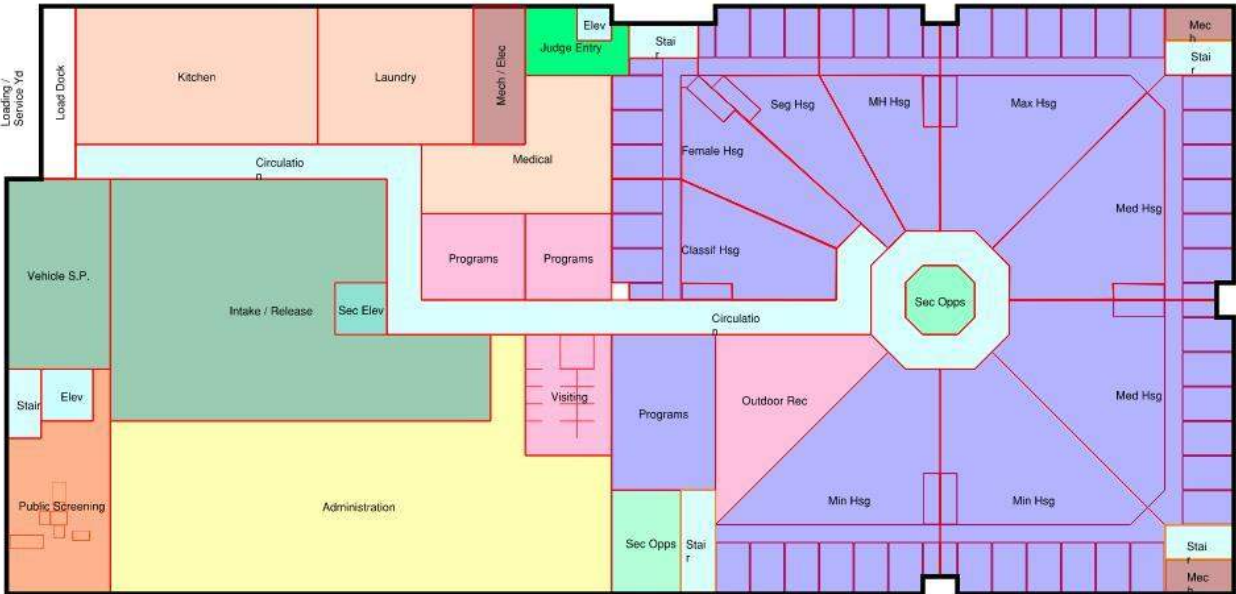 Loading /
Service Yd
Load Dock
Kitchen
Laundry
Mech / Elec
Elev
Judge Entry
Stai
r
Mec
h
Stai
r
Seg Hsg
MH Hsg
Max Hsg
Circulatio
n
Medical
Female Hsg
Med Hsg
Classif Hsg
Vehicle S.P.
Programs
Programs
Intake / Release
Sec Elev
Sec Opps
Circulatio
n
Stair
Elev
Visiting
Programs
Outdoor Rec
Med Hsg
Public Screening
Administration
Min Hsg
Min Hsg
Sec Opps
Stai
r
Stai
r
Mec
h